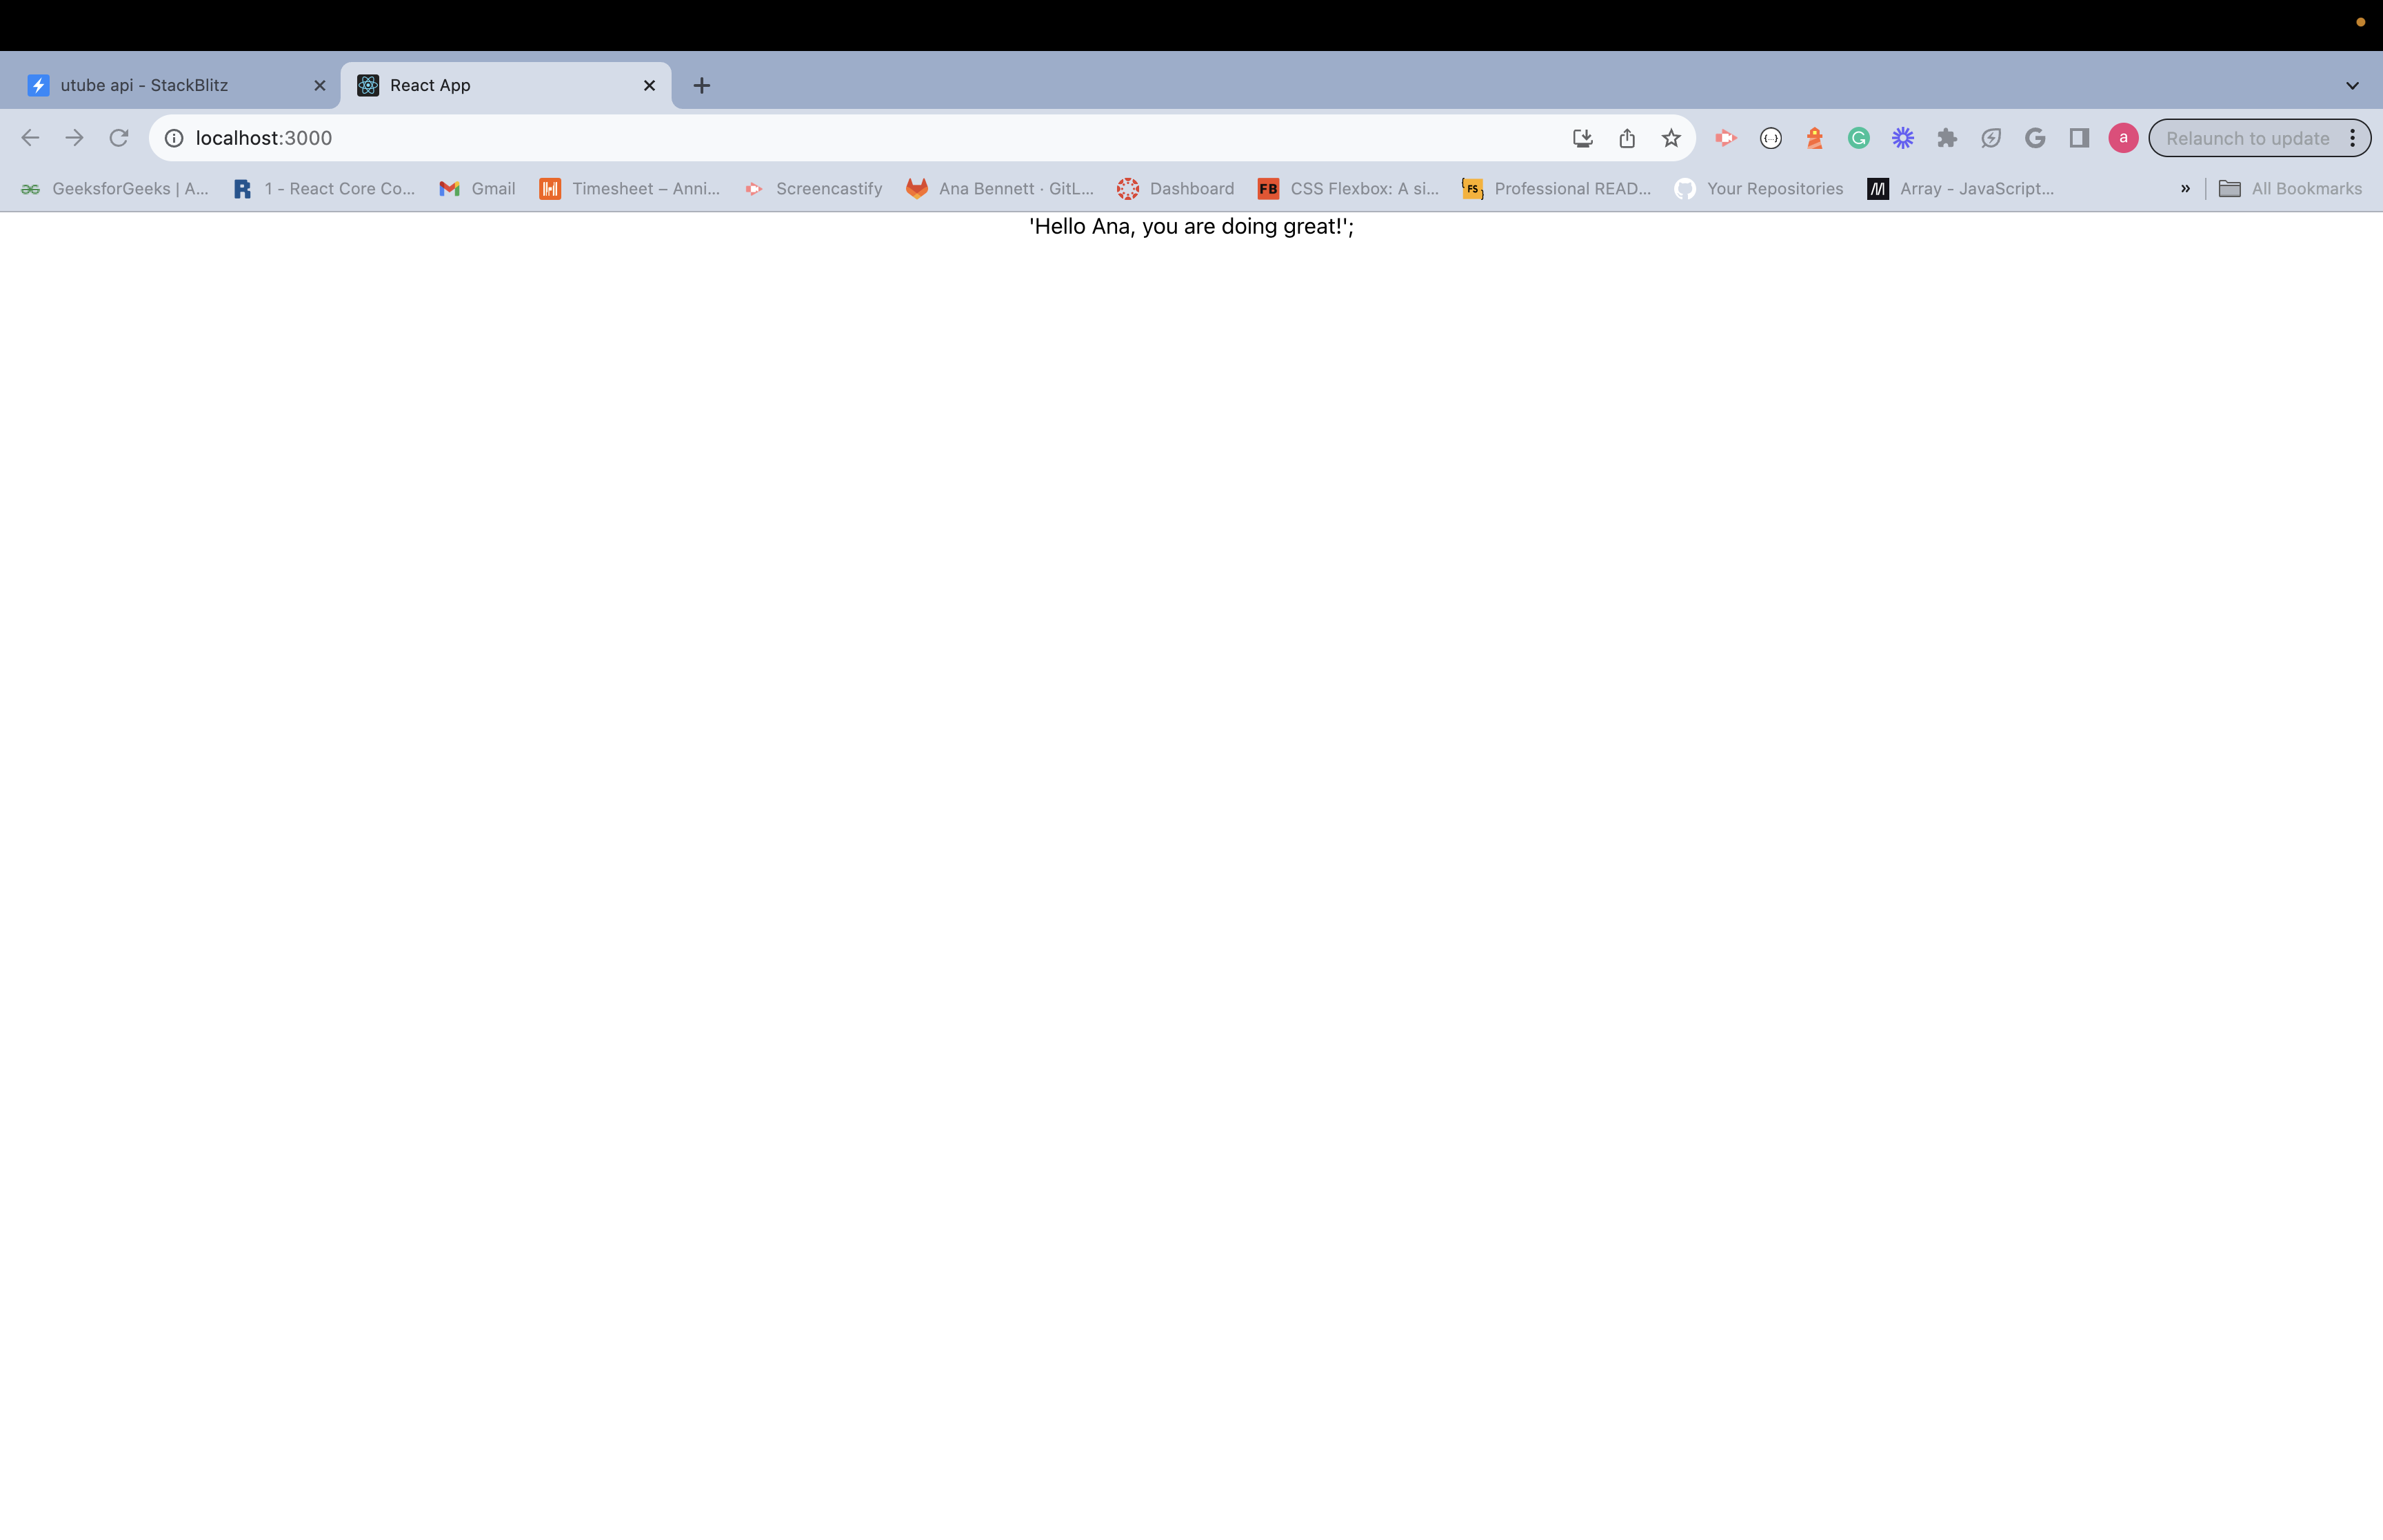 utube api - StackBlitz
React App
localhost:3000
a
Relaunch to update
GeeksforGeeks | A...
1 - React Core Co...
Gmail
Timesheet – Anni...
Screencastify
Ana Bennett · GitL...
Dashboard
FB
CSS Flexbox: A si...
FS
Professional READ...
Your Repositories
Array - JavaScript...
»
All Bookmarks
'Hello Ana, you are doing great!';